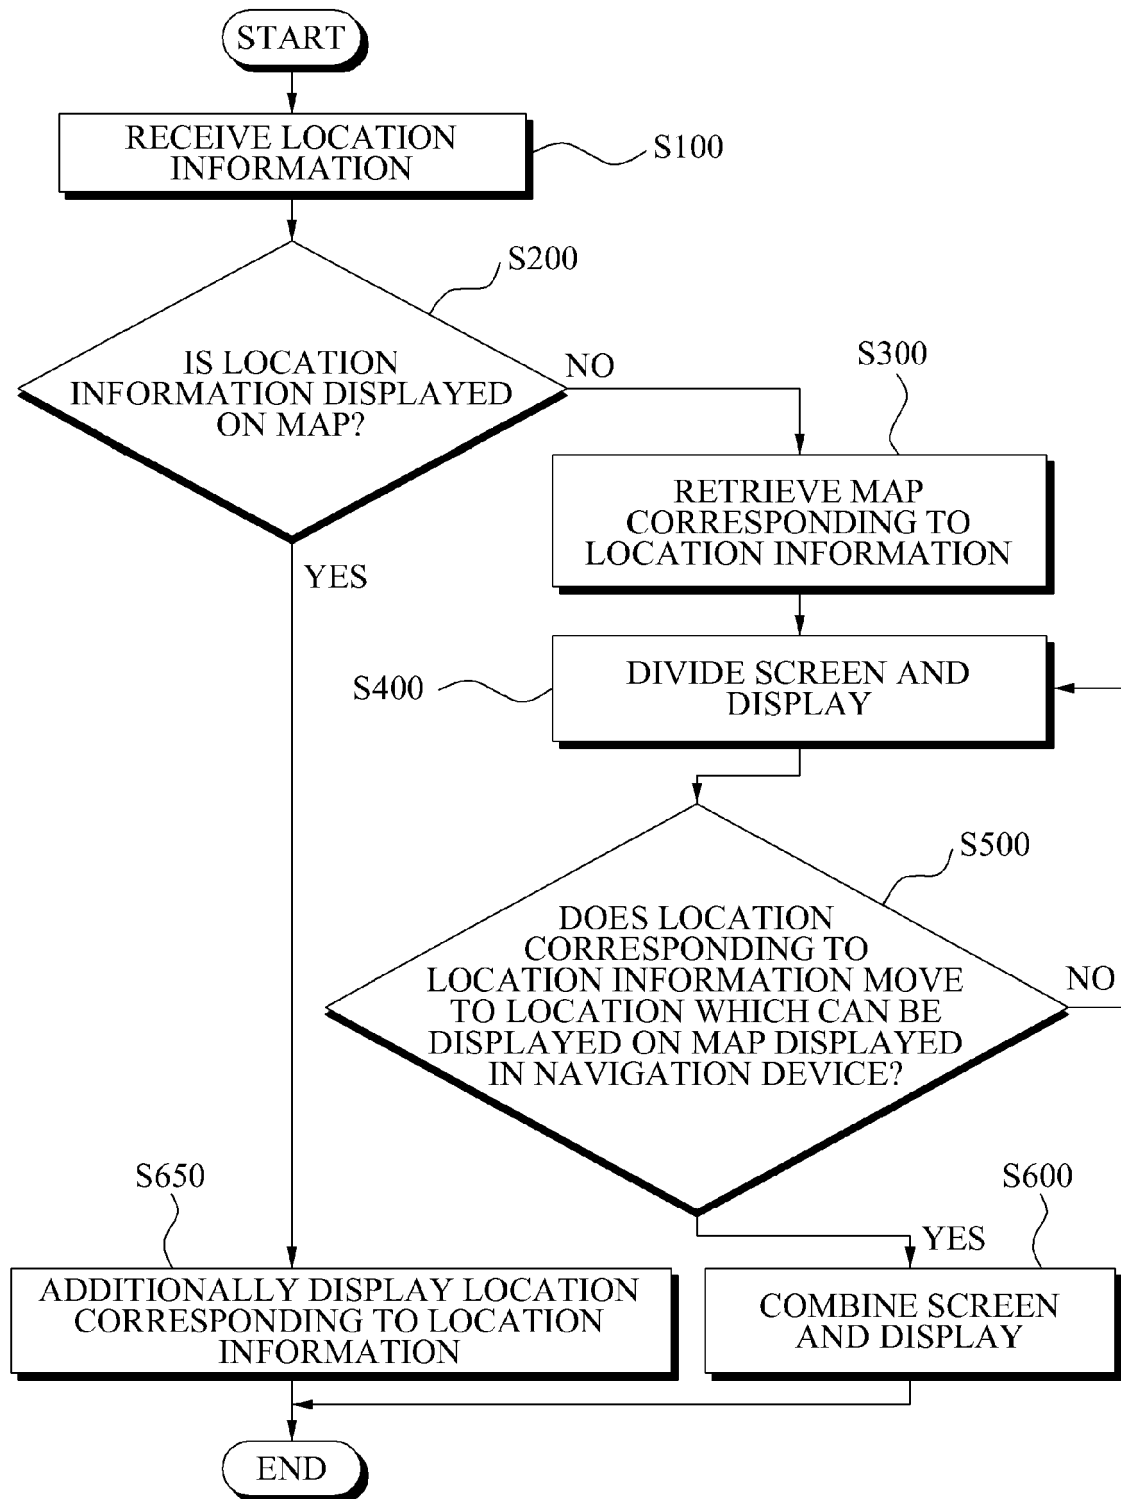 START
RECEIVE LOCATION
INFORMATION
S100
S200
IS LOCATION
INFORMATION DISPLAYED
ON MAP?
NO
YES
S300
RETRIEVE MAP
CORRESPONDING TO
LOCATION INFORMATION
S400
DIVIDE SCREEN AND
DISPLAY
S500
DOES LOCATION
CORRESPONDING TO
LOCATION INFORMATION MOVE
TO LOCATION WHICH CAN BE
DISPLAYED ON MAP DISPLAYED
IN NAVIGATION DEVICE?
NO
YES
S650
ADDITIONALLY DISPLAY LOCATION
CORRESPONDING TO LOCATION
INFORMATION
S600
COMBINE SCREEN
AND DISPLAY
END